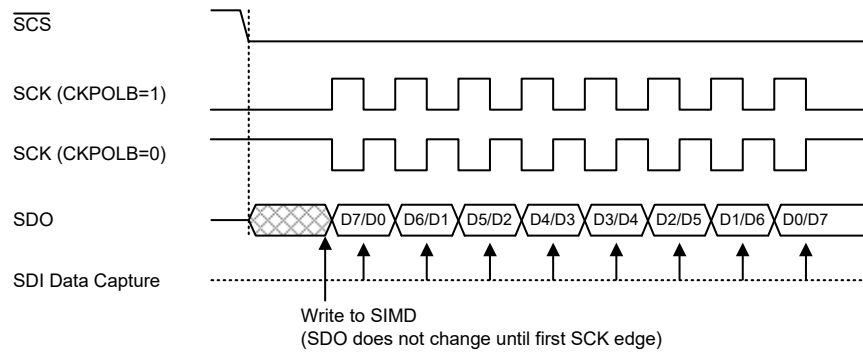 SCS
SCK (CKPOLB=1)
SCK (CKPOLB=0)
SDO D7/D0 D6/D1 D5/D2 D4/D3 D3/D4 D2/D5 D1/D6 D0/D7
SDI Data Capture
Write to SIMD
(SDO does not change until first SCK edge)